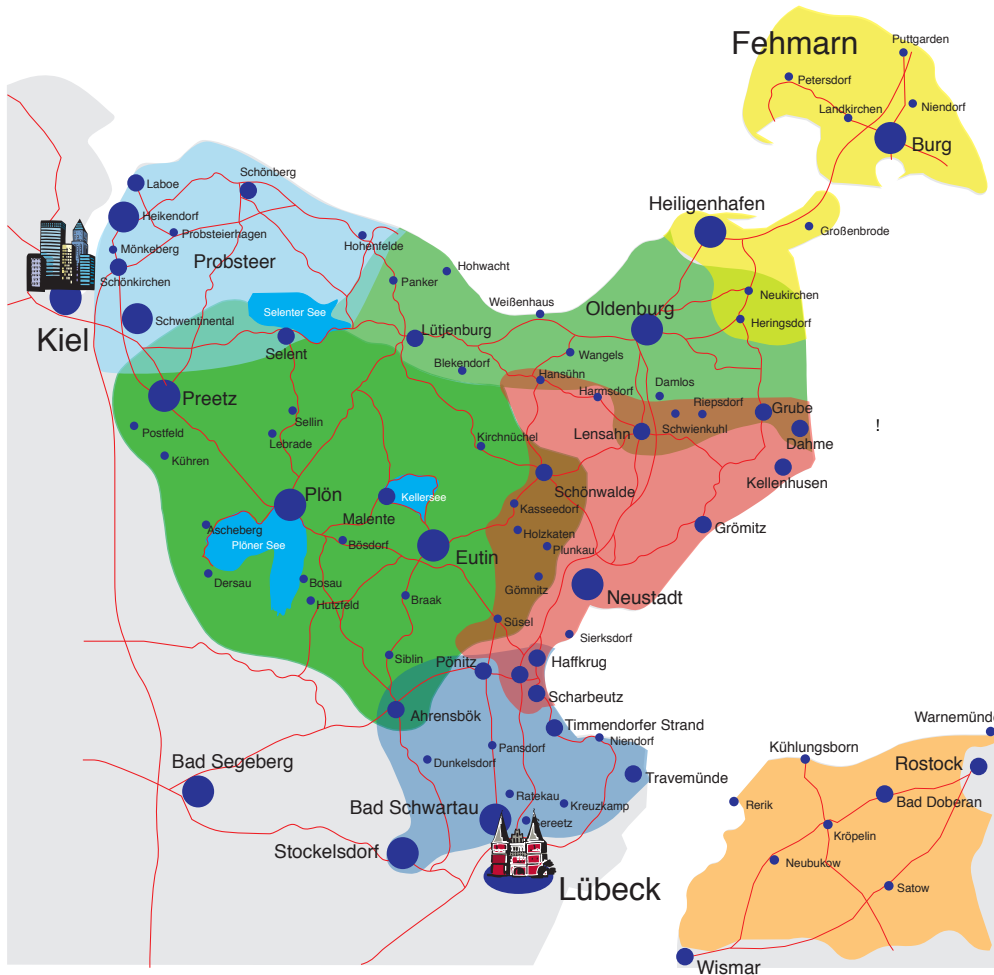 Fehmarn
Puttgarden
Petersdorf
Landkirchen
Niendorf
Burg
Schönberg
Laboe
Heikendorf
Probsteierhagen
Mönkeberg
Probsteer
Schönkirchen
Hohenfelde
Heiligenhafen
Großenbrode
Hohwacht
Panker
Kiel
Schwentinental
Selenter See
Selent
Lütjenburg
Weißenhaus
Oldenburg
Neukirchen
Heringsdorf
Wangels
Blekendorf
Hansühn
Harmsdorf
Damlos
Riepsdorf
Grube
Schwienkuhl
Dahme
!
Preetz
Postfeld
Sellin
Lebrade
Kühren
Kirchnüchel
Lensahn
Kellenhusen
Schönwalde
Plön
Kellersee
Malente
Kasseedorf
Grömitz
Ascheberg
Plöner See
Bösdorf
Eutin
Holzkaten
Plunkau
Dersau
Bosau
Hutzfeld
Braak
Gömnitz
Neustadt
Süsel
Sierksdorf
Siblin
Pönitz
Haffkrug
Scharbeutz
Ahrensbök
Timmendorfer Strand
Niendorf
Pansdorf
Dunkelsdorf
Travemünde
Bad Segeberg
Ratekau
Kreuzkamp
Bad Schwartau
Sereetz
Stockelsdorf
Lübeck
Warnemünde
Kühlungsborn
Rostock
Rerik
Bad Doberan
Kröpelin
Neubukow
Satow
Wismar